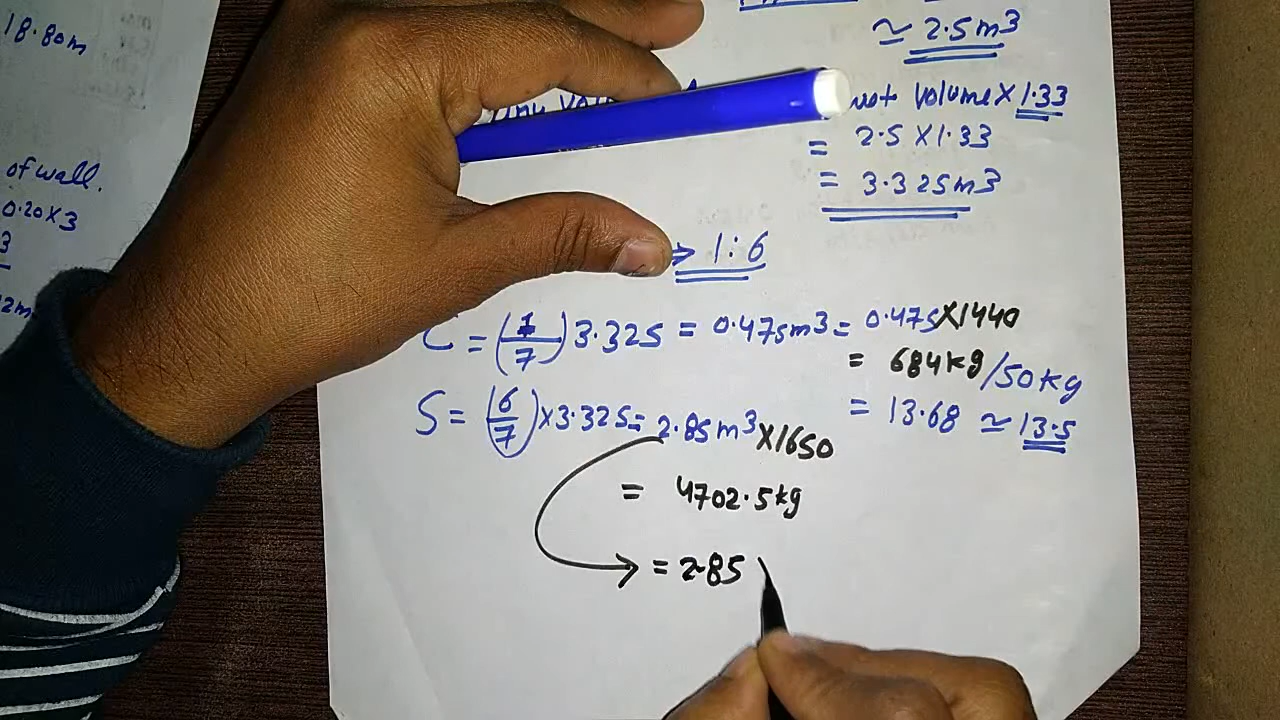 18.80m
of wall.
0.20×3
3
≃ 2.5m³
Volume × 1.33
= 2.5 × 1.33
= 3.325m³
⇒ 1:6
C = (1/7) 3.325 = 0.475m³ = 0.475×1440
= 684kg/50kg
= 13.68 ≃ 13.5
S = (6/7)×3.325= 2.85m³×1650
= 4702.5kg
= 2.85